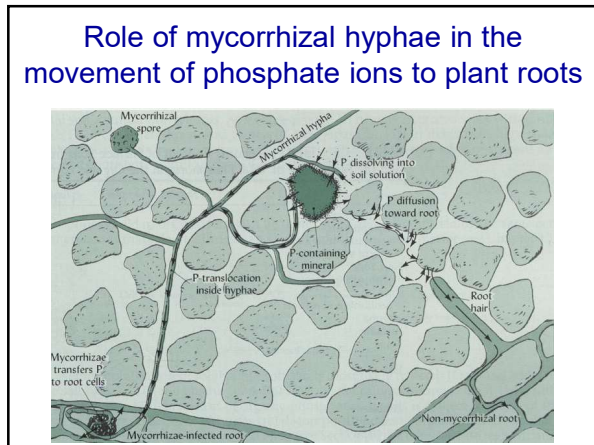 Role of mycorrhizal hyphae in the
movement of phosphate ions to plant roots
Mycorrihizal
spore
Mycorrhizal hypha
P dissolving into
soil solution
P diffusion
toward root
P-containing
mineral
P-translocation
inside hyphae
Root
hair
Mycorrhizae
transfers P
to root cells
Mycorrhizae-infected root
Non-mycorrhizal root